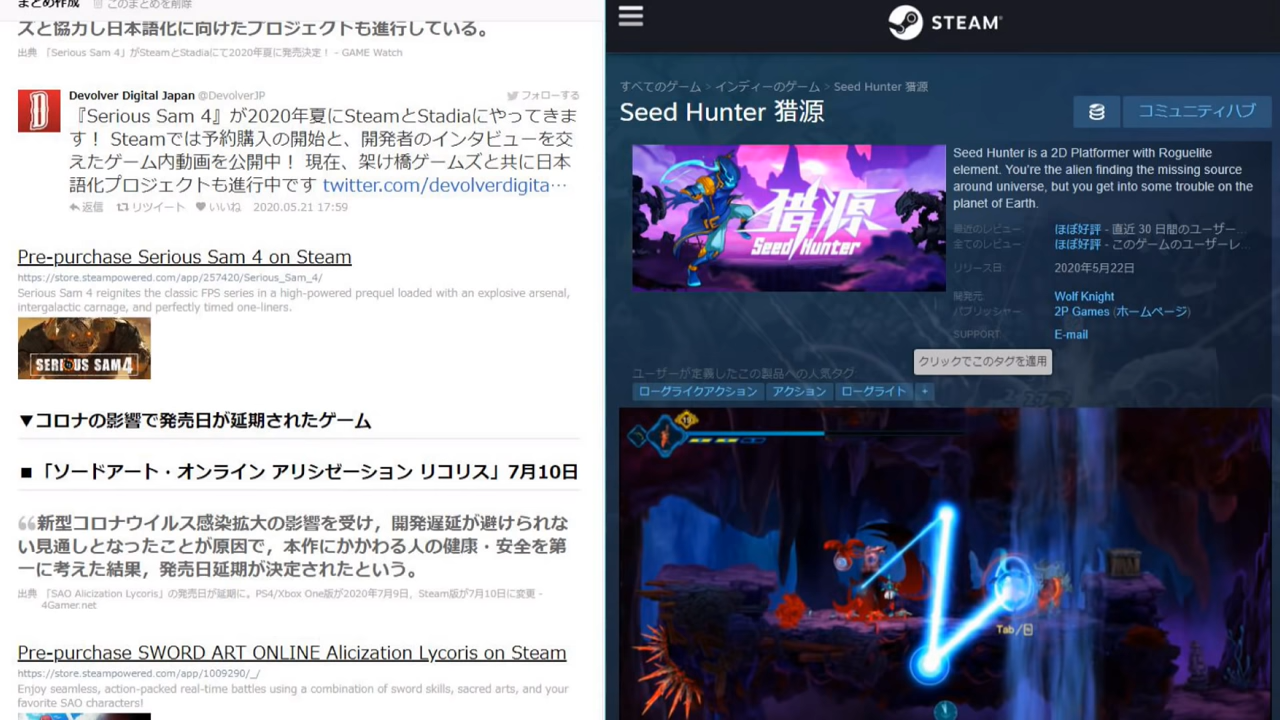 まとめ作成 このまとめを削除
ズと協力し日本語化に向けたプロジェクトも進行している。
出典 「Serious Sam 4」がSteamとStadiaにて2020年夏に発売決定！ - GAME Watch
Devolver Digital Japan @DevolverJP フォローする
『Serious Sam 4』が2020年夏にSteamとStadiaにやってきま
す！ Steamでは予約購入の開始と、開発者のインタビューを交
えたゲーム内動画を公開中！ 現在、架け橋ゲームズと共に日本
語化プロジェクトも進行中です twitter.com/devolverdigita…
返信 リツイート いいね 2020.05.21 17:59
Pre-purchase Serious Sam 4 on Steam
https://store.steampowered.com/app/257420/Serious_Sam_4/
Serious Sam 4 reignites the classic FPS series in a high-powered prequel loaded with an explosive arsenal,
intergalactic carnage, and perfectly timed one-liners.
SERIOUS SAM 4
▼コロナの影響で発売日が延期されたゲーム
■「ソードアート・オンライン アリシゼーション リコリス」7月10日
新型コロナウイルス感染拡大の影響を受け，開発遅延が避けられな
い見通しとなったことが原因で，本作にかかわる人の健康・安全を第
一に考えた結果，発売日延期が決定されたという。
出典 「SAO Alicization Lycoris」の発売日が延期に。PS4/Xbox One版が2020年7月9日，Steam版が7月10日に変更 -
4Gamer.net
Pre-purchase SWORD ART ONLINE Alicization Lycoris on Steam
https://store.steampowered.com/app/1009290/_/
Enjoy seamless, action-packed real-time battles using a combination of sword skills, sacred arts, and your
favorite SAO characters!
STEAM
すべてのゲーム > インディーのゲーム > Seed Hunter 猎源
Seed Hunter 猎源
コミュニティハブ
猎源
Seed Hunter
Seed Hunter is a 2D Platformer with Roguelite
element. You're the alien finding the missing source
around universe, but you get into some trouble on the
planet of Earth.
最近のレビュー ほぼ好評 - 直近 30 日間のユーザー...
全てのレビュー ほぼ好評 - このゲームのユーザーレ...
リリース日: 2020年5月22日
開発元: Wolf Knight
パブリッシャー: 2P Games (ホームページ)
SUPPORT: E-mail
クリックでこのタグを適用
ユーザーが定義したこの製品への人気タグ
ローグライクアクション アクション ローグライト +
Tab/